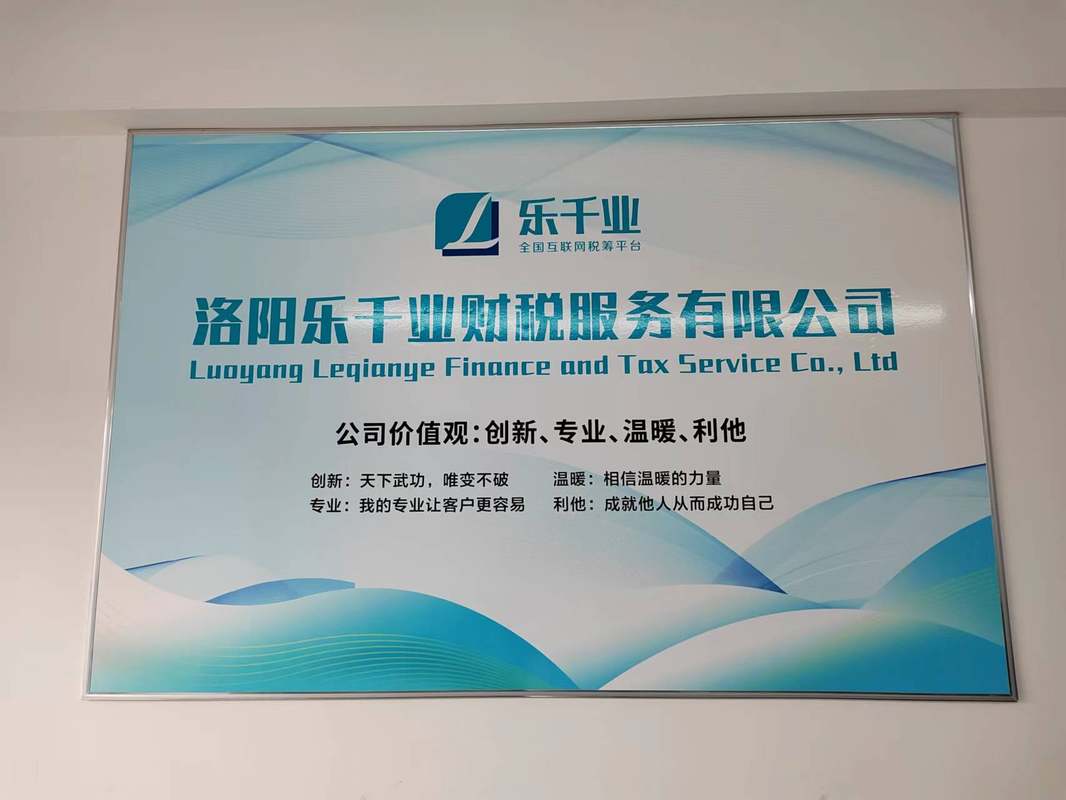 乐千业
全国互联网税筹平台
洛阳乐千业财税服务有限公司
Luoyang Leqianye Finance and Tax Service Co., Ltd
公司价值观:创新、专业、温暖、利他
创新：天下武功，唯变不破 温暖：相信温暖的力量
专业：我的专业让客户更容易 利他：成就他人从而成功自己